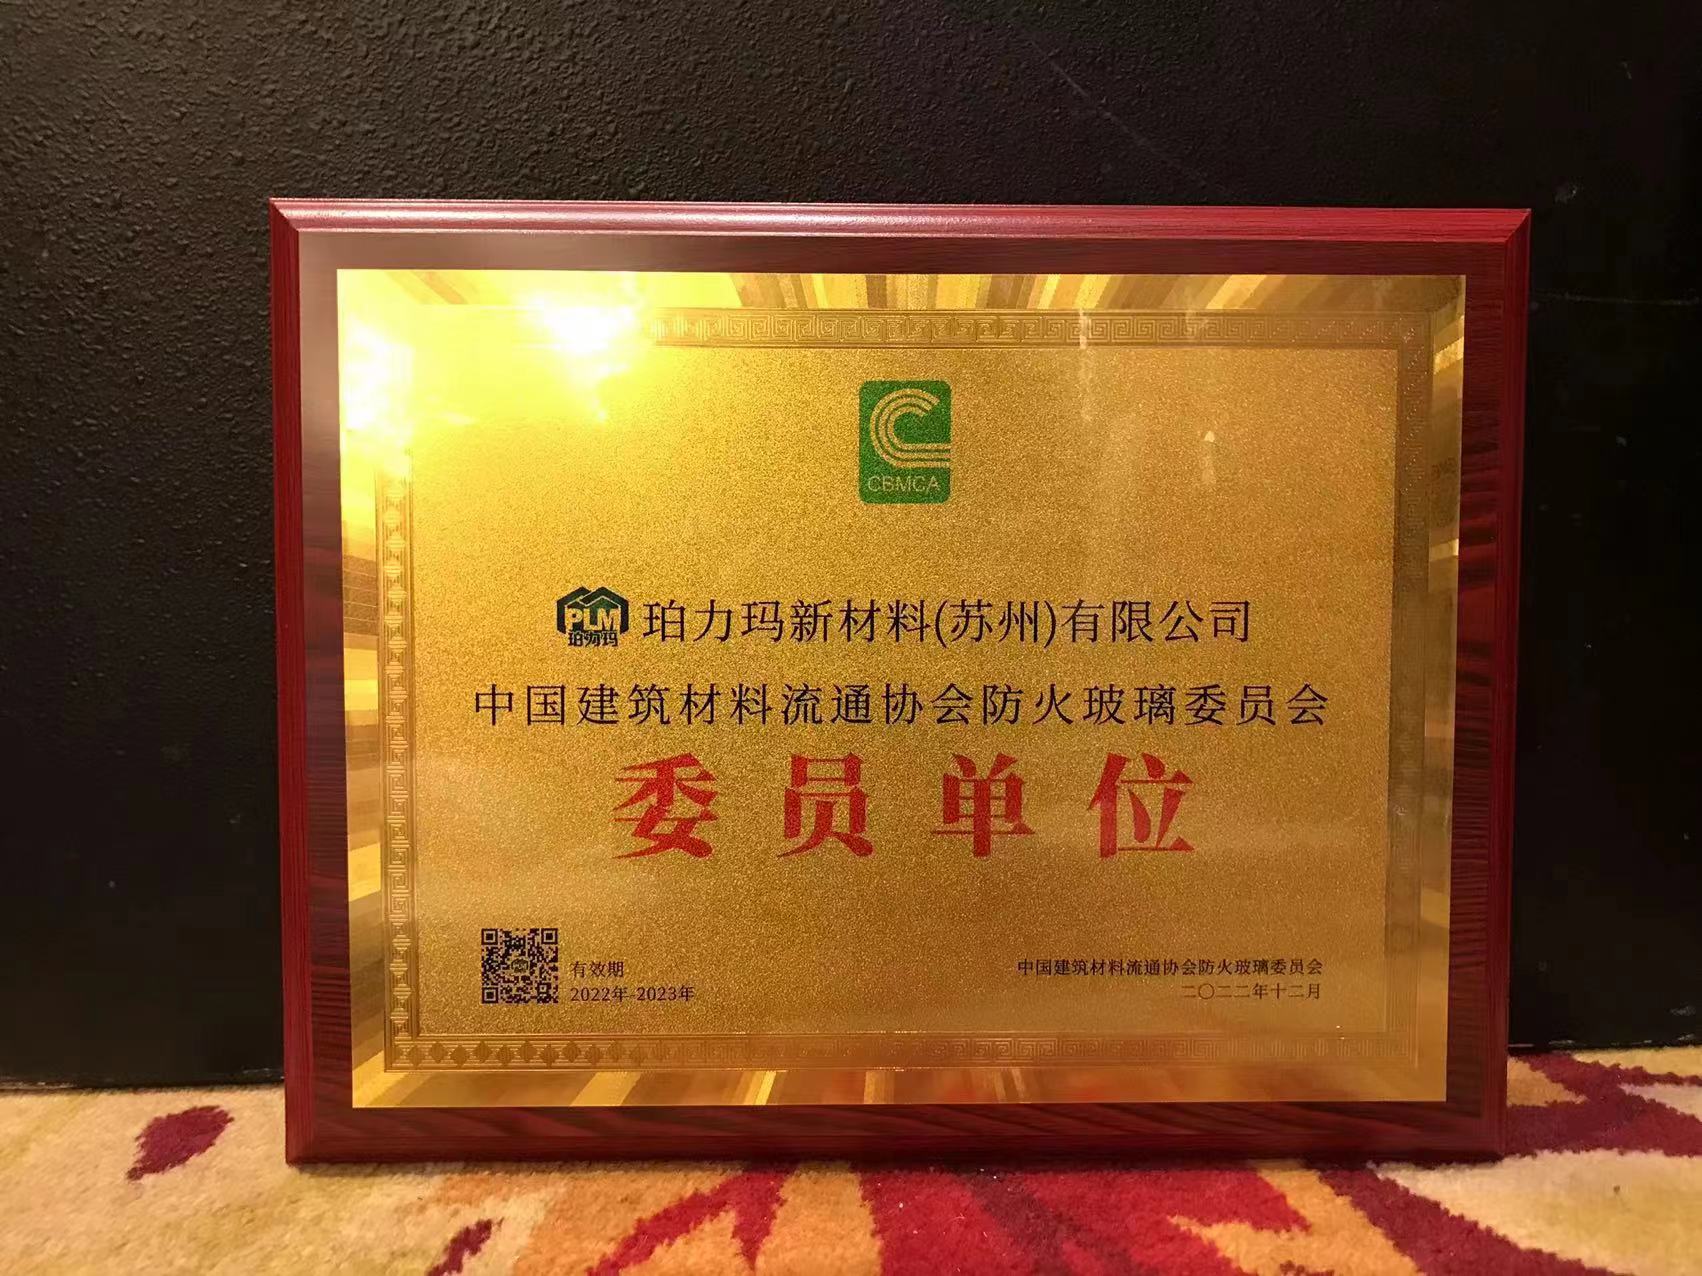 CBMCA
PLM
珀力玛
珀力玛新材料(苏州)有限公司
中国建筑材料流通协会防火玻璃委员会
委员单位
有效期
2022年-2023年
中国建筑材料流通协会防火玻璃委员会
二〇二二年十二月